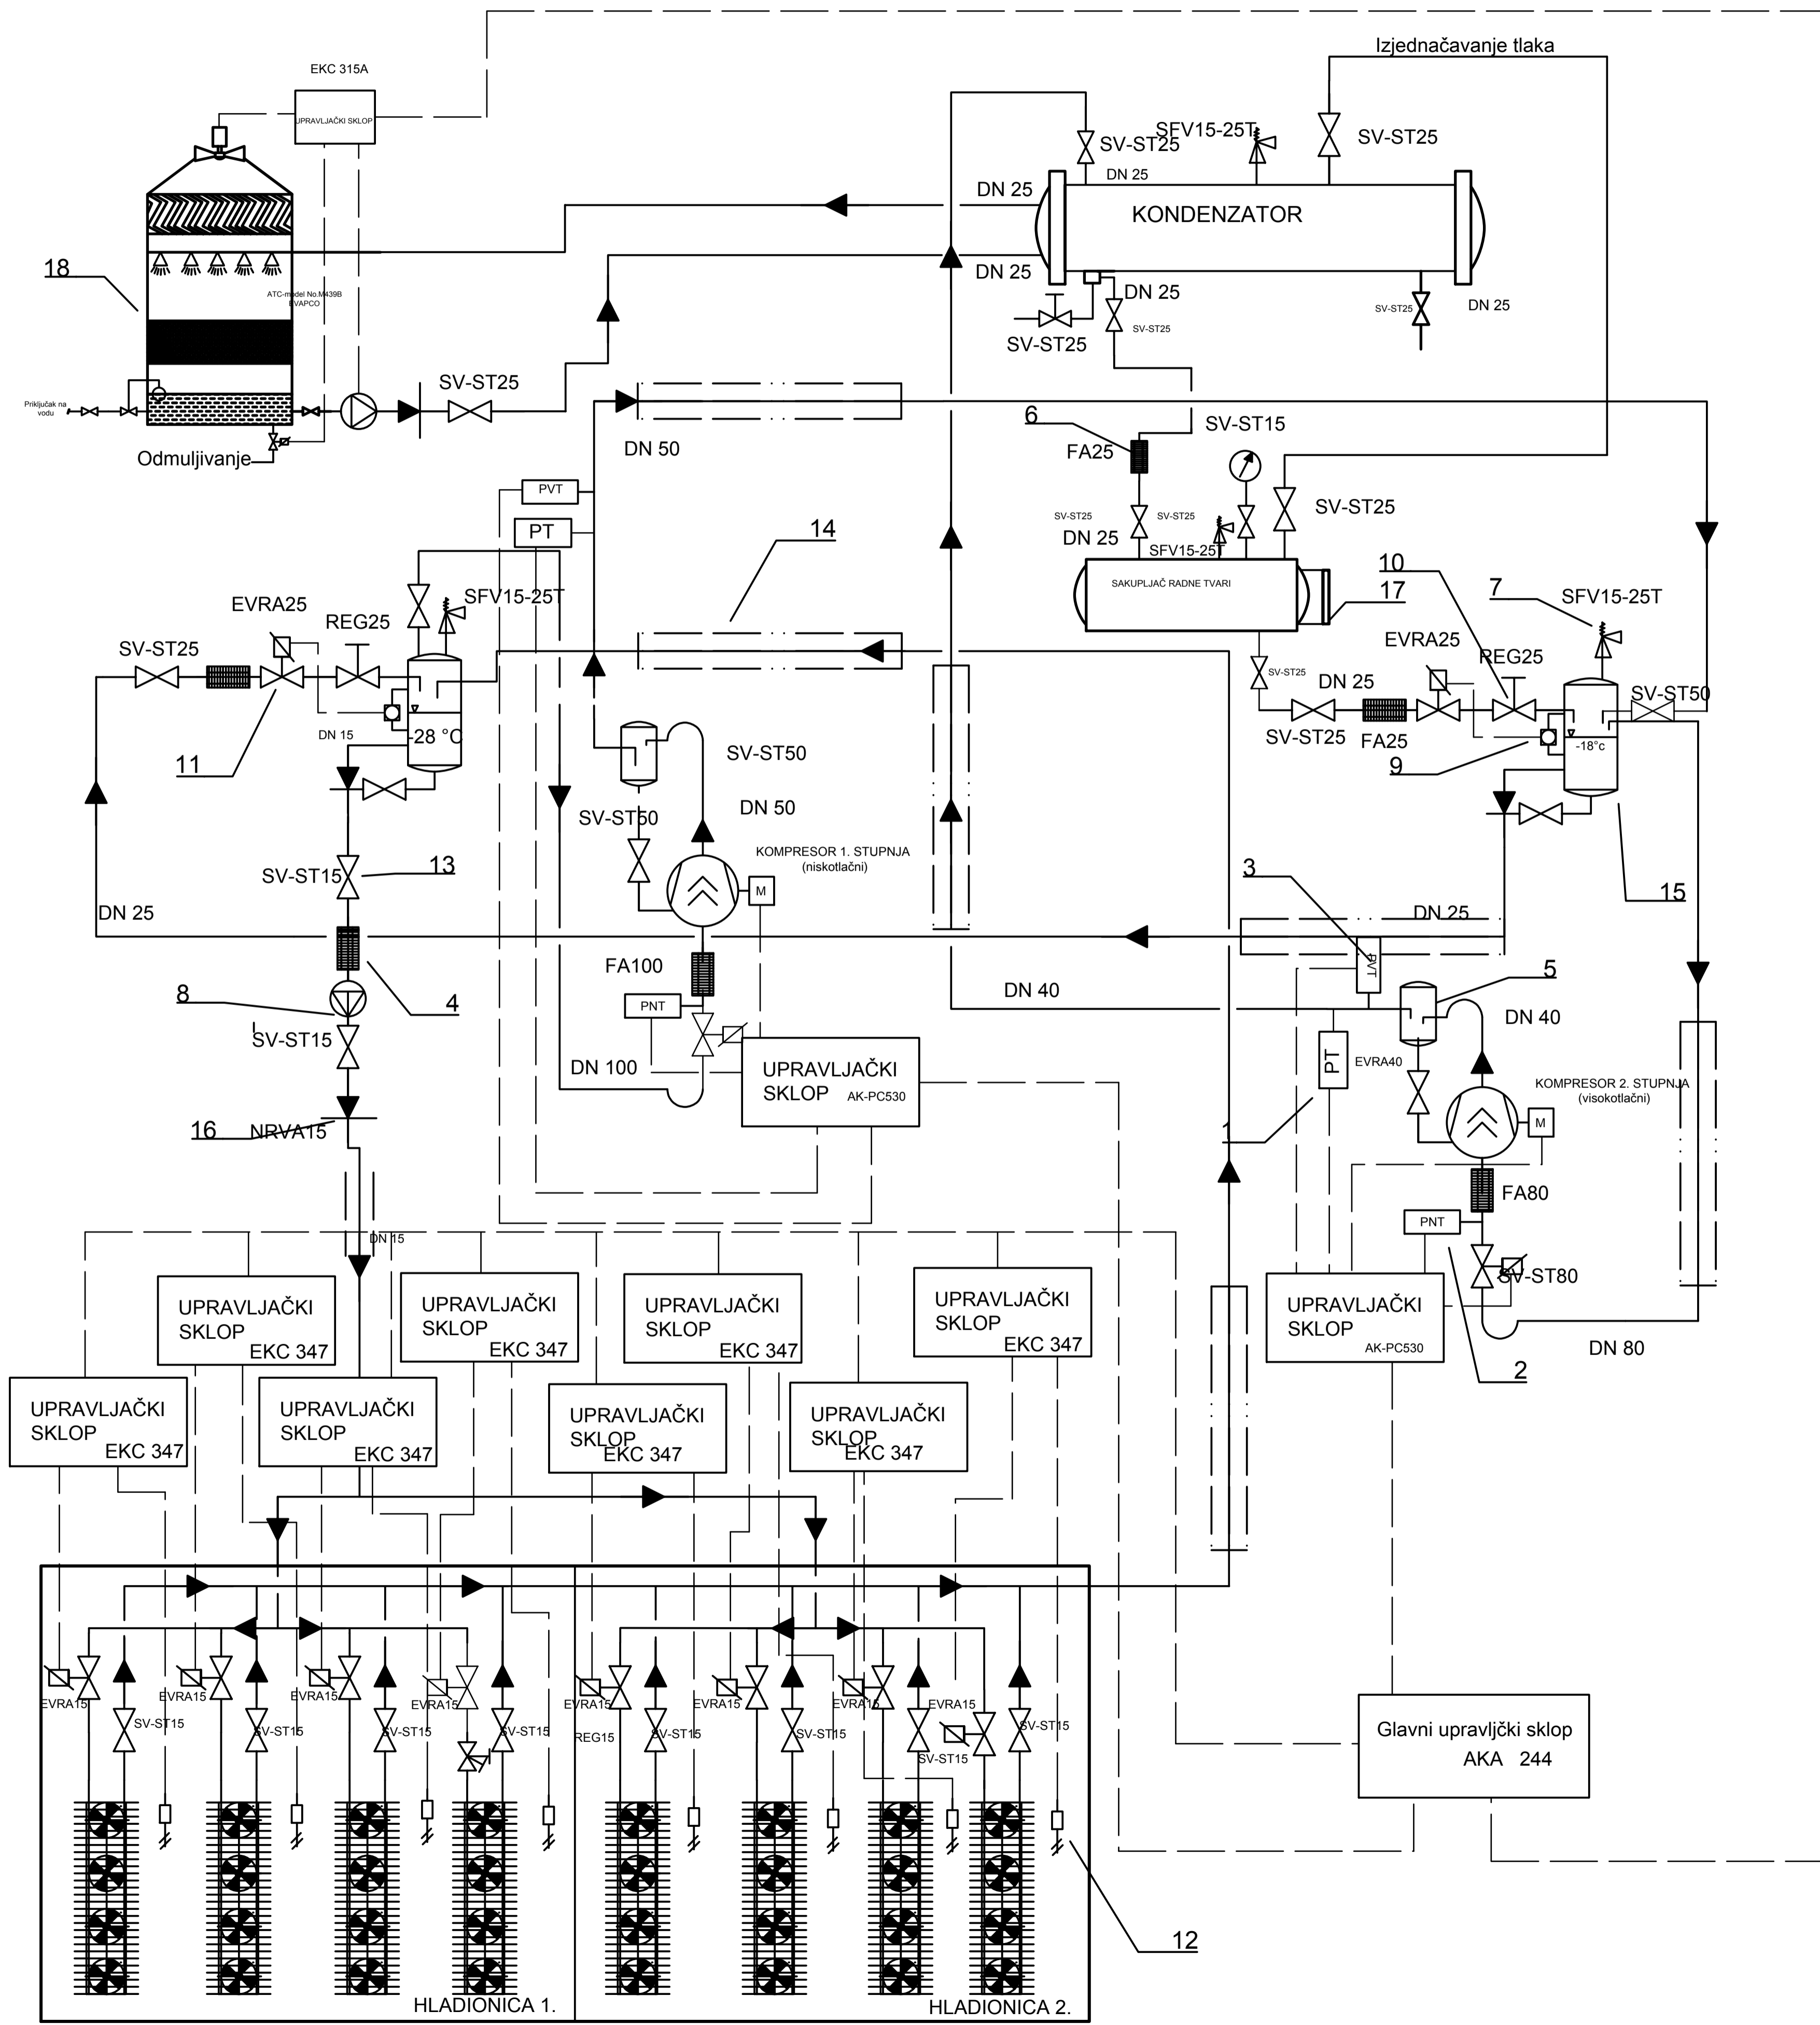 Izjednačavanje tlaka
EKC 315A
UPRAVLJAČKI SKLOP
SV-ST25
SFV15-25T
SV-ST25
DN 25
DN 25
KONDENZATOR
18
ATC-model No.M439B
EVAPCO
DN 25
DN 25
SV-ST25
SV-ST25
SV-ST25
DN 25
SV-ST25
Priključak na
vodu
Odmuljivanje
DN 50
6
FA25
SV-ST15
PVT
PT
14
SV-ST25
SV-ST25
DN 25
SV-ST25
SFV15-25T
SAKUPLJAČ RADNE TVARI
10
17
7
SFV15-25T
EVRA25
REG25
SFV15-25T
SV-ST25
EVRA25
REG25
SV-ST25
DN 25
SV-ST50
DN 15
-28 °C
11
SV-ST50
SV-ST25
FA25
-18°c
9
SV-ST50
DN 50
KOMPRESOR 1. STUPNJA
(niskotlačni)
M
SV-ST15
13
3
15
DN 25
DN 25
FA100
PVT
5
8
4
PNT
DN 40
DN 40
SV-ST15
DN 100
UPRAVLJAČKI
SKLOP
AK-PC530
PT
EVRA40
KOMPRESOR 2. STUPNJA
(visokotlačni)
M
16
NRVA15
1
FA80
PNT
DN 15
SV-ST80
UPRAVLJAČKI
SKLOP
EKC 347
UPRAVLJAČKI
SKLOP
EKC 347
UPRAVLJAČKI
SKLOP
EKC 347
UPRAVLJAČKI
SKLOP
EKC 347
UPRAVLJAČKI
SKLOP
AK-PC530
DN 80
2
UPRAVLJAČKI
SKLOP
EKC 347
UPRAVLJAČKI
SKLOP
EKC 347
UPRAVLJAČKI
SKLOP
EKC 347
UPRAVLJAČKI
SKLOP
EKC 347
EVRA15
EVRA15
EVRA15
EVRA15
EVRA15
EVRA15
EVRA15
EVRA15
SV-ST15
SV-ST15
SV-ST15
SV-ST15
REG15
SV-ST15
SV-ST15
SV-ST15
SV-ST15
Glavni upravljčki sklop
AKA 244
12
HLADIONICA 1.
HLADIONICA 2.